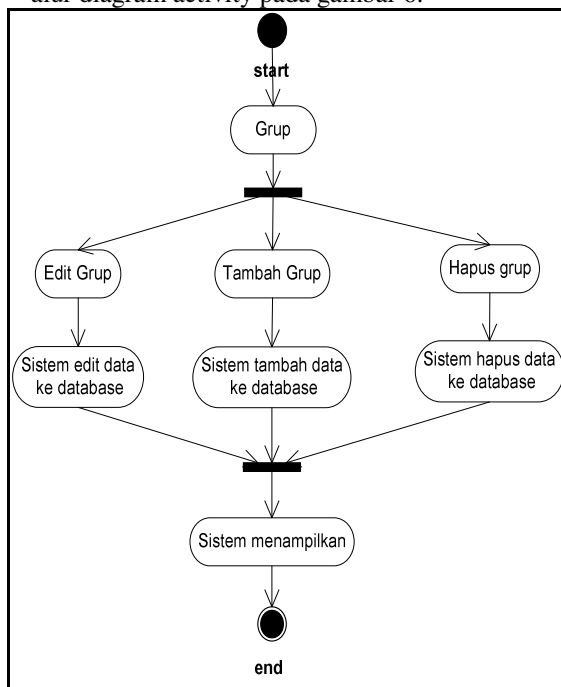 alur diagram activity pada gambar 6.
start
Grup
Edit Grup
Tambah Grup
Hapus grup
Sistem edit data
ke database
Sistem tambah data
ke database
Sistem hapus data
ke database
Sistem menampilkan
end